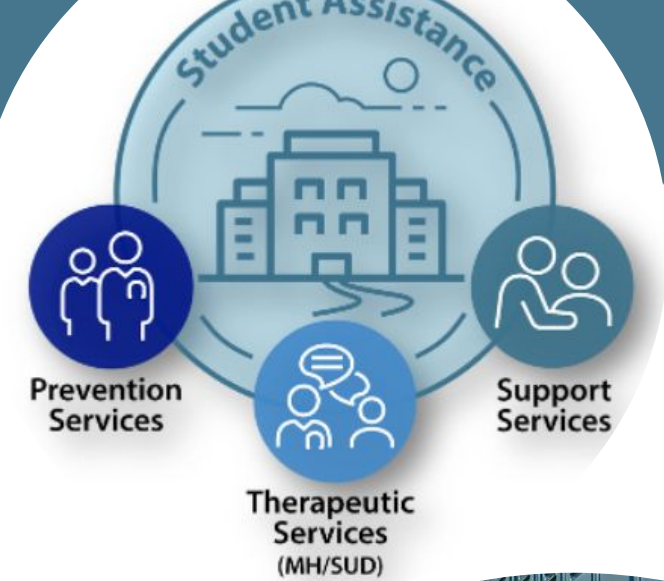 Student Assistance
Prevention
Services
Support
Services
Therapeutic
Services
(MH/SUD)